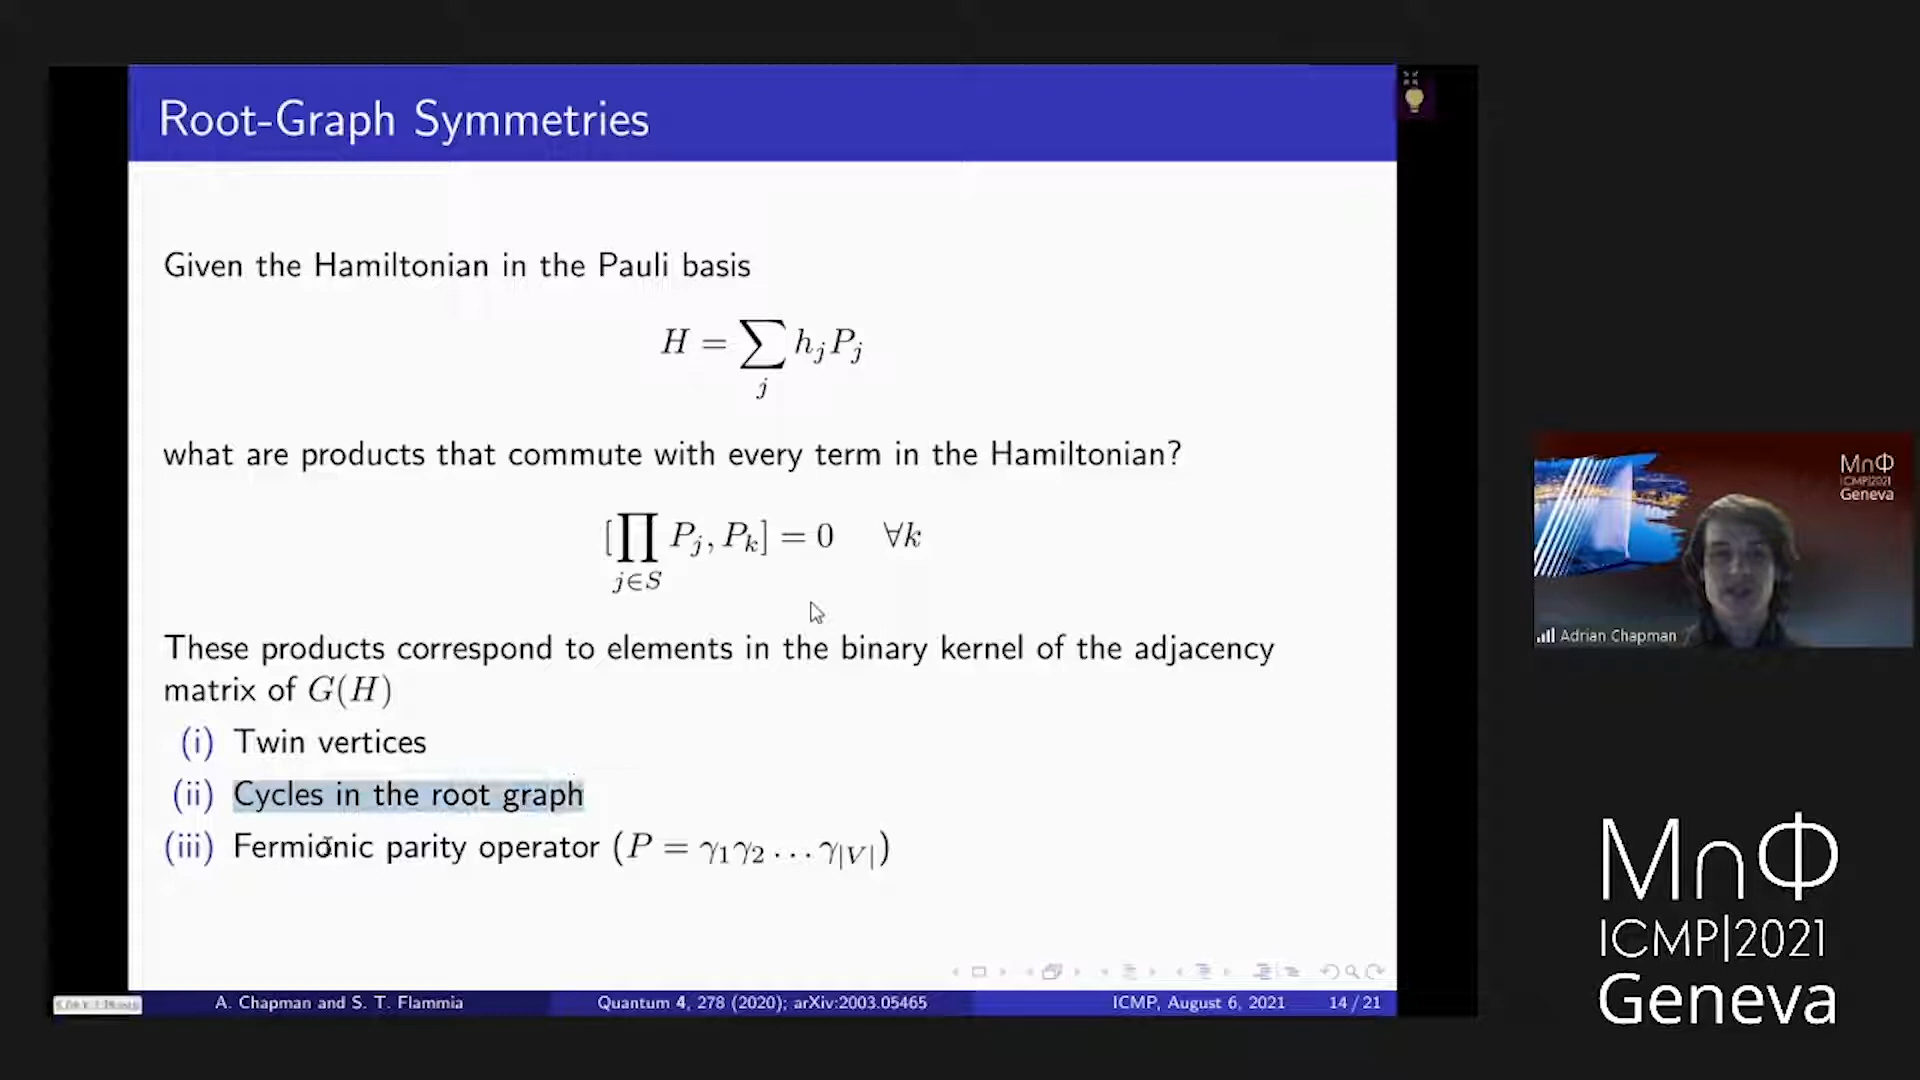 Root-Graph Symmetries
Given the Hamiltonian in the Pauli basis
H = ∑_j h_j P_j
what are products that commute with every term in the Hamiltonian?
[∏_{j∈S} P_j, P_k] = 0 ∀k
These products correspond to elements in the binary kernel of the adjacency
matrix of G(H)
(i) Twin vertices
(ii) Cycles in the root graph
(iii) Fermionic parity operator (P = γ_1γ_2 … γ_{|V|})
A. Chapman and S. T. Flammia
Quantum 4, 278 (2020); arXiv:2003.05465
ICMP, August 6, 2021
14 / 21
MnΦ
ICMP|2021
Geneva
Adrian Chapman
MnΦ
ICMP|2021
Geneva